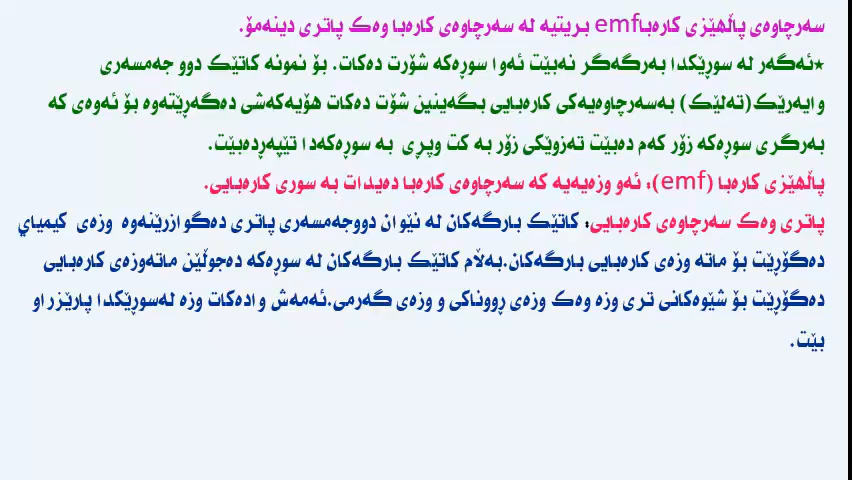 سەرچاوەی پاڵهێزی کارەباemf بریتیە لە سەرچاوەی کارەبا وەک پاتری دینەمۆ.
*ئەگەر لە سوڕێکدا بەرگەگر نەبێت ئەوا سوڕەکە شۆرت دەکات. بۆ نمونە کاتێک دوو جەمسەری
وایەرێک(تەلێک) بەسەرچاوەیەکی کارەبایی بگەینین شۆت دەکات هۆیەکەشی دەگەڕێتەوە بۆ ئەوەی کە
بەرگری سوڕەکە زۆر کەم دەبێت تەزوێکی زۆر بە کت وپڕی بە سوڕەکەدا تێپەڕدەبێت.
پاڵهێزی کارەبا (emf): ئەو وزەیەیە کە سەرچاوەی کارەبا دەیدات بە سوری کارەبایی.
پاتری وەک سەرچاوەی کارەبایی: کاتێک بارگەکان لە نێوان دووجەمسەری پاتری دەگوازرێنەوە وزەی کیمیاي
دەگۆڕێت بۆ ماتە وزەی کارەبایی بارگەکان.بەڵام کاتێک بارگەکان لە سوڕەکە دەجوڵێن ماتەوزەی کارەبایی
دەگۆڕێت بۆ شێوەکانی تری وزە وەک وزەی ڕووناکی و وزەی گەرمی.ئەمەش وادەکات وزە لەسوڕێکدا پارێزراو
بێت.